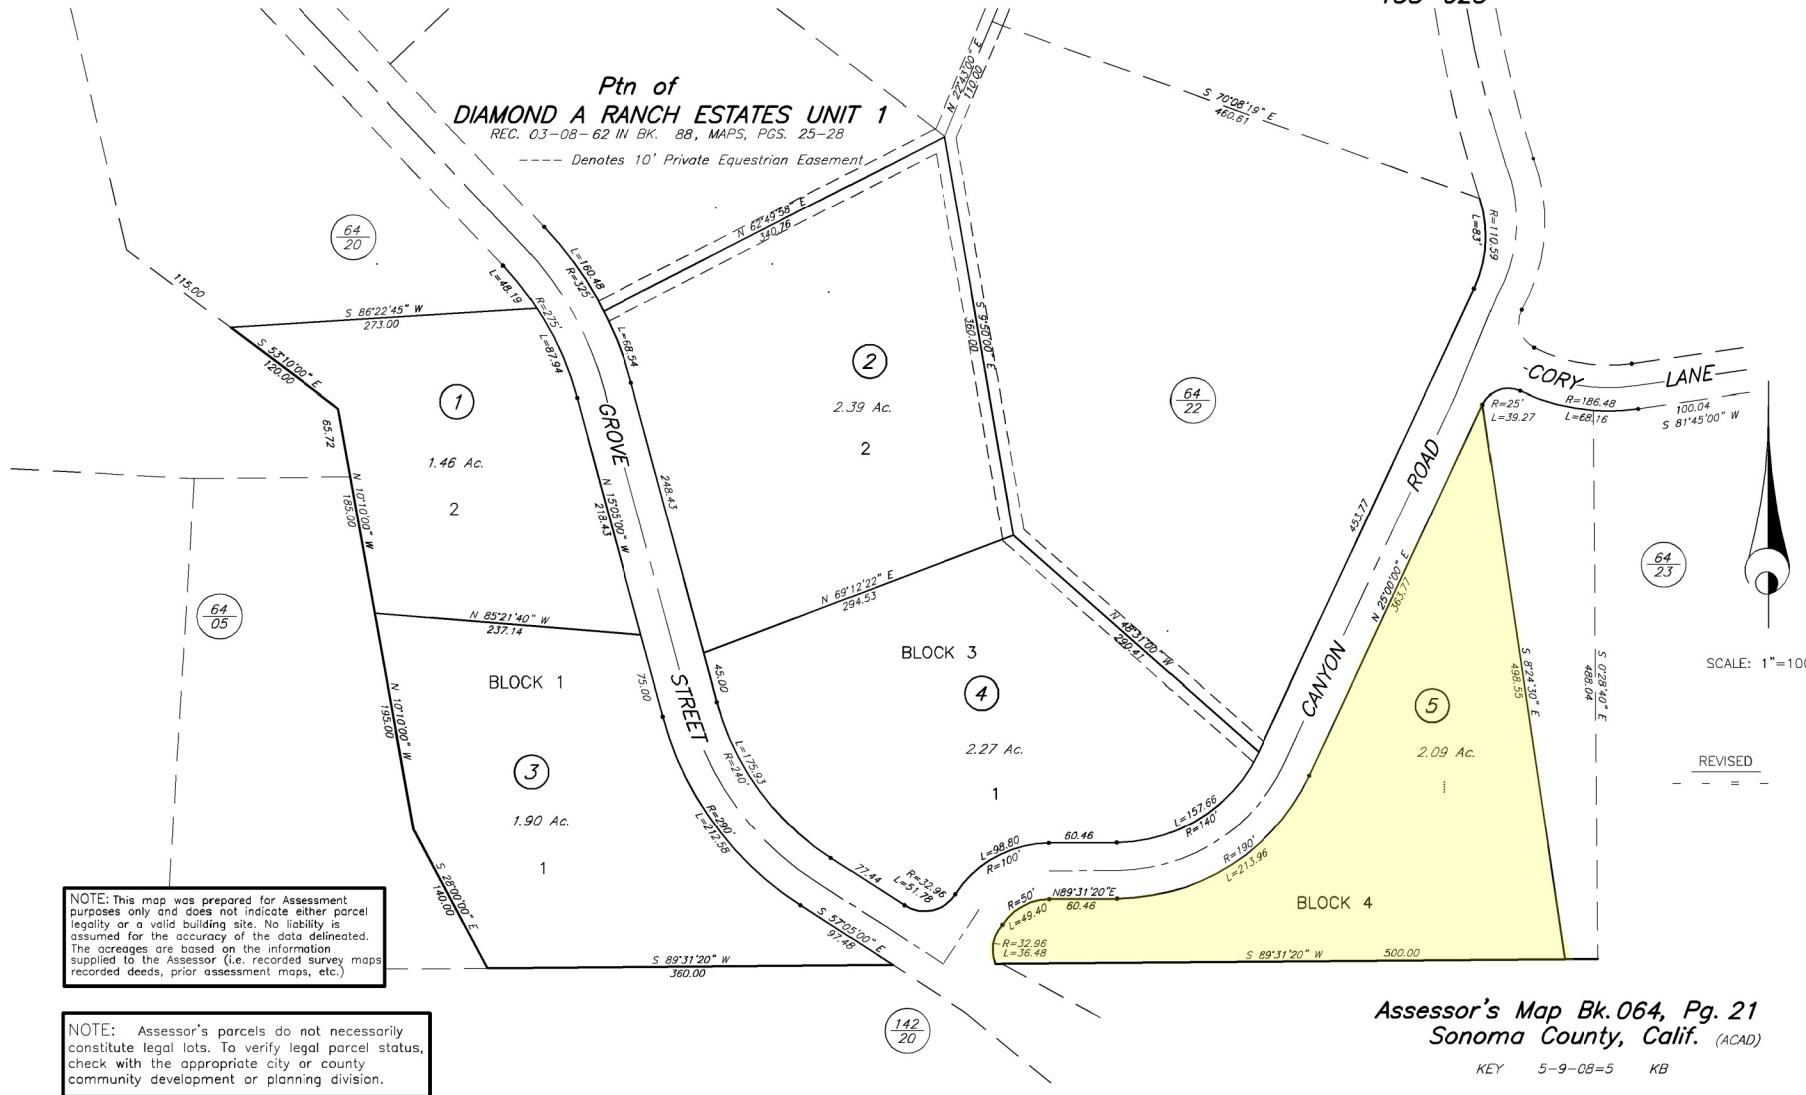 Ptn of
DIAMOND A RANCH ESTATES UNIT 1
REC. 03-08-62 IN BK. 88, MAPS, PGS. 25-28
---- Denotes 10' Private Equestrian Easement
N 22°43'00" E
110.00
S 70°08'19" E
460.61
64
20
115.00
S 86°22'45" W
273.00
S 53°10'00" E
120.00
65.72
L=48.19
R=275'
L=87.94
L=160.48
R=325'
L=68.54
N 62°49'58" E
340.76
S 9°50'00" E
360.00
R=110.59
L=83'
1
1.46 Ac.
2
2
2.39 Ac.
2
64
22
CORY LANE
R=25'
L=39.27
R=186.48
L=68.16
100.04
S 81°45'00" W
GROVE
STREET
N 15°05'00" W
218.43
248.43
N 10°10'00" W
185.00
CANYON
ROAD
453.77
N 25°00'00" E
363.77
64
05
64
23
N 85°21'40" W
237.14
N 69°12'22" E
294.53
N 48°31'00" W
290.41
BLOCK 1
BLOCK 3
N 10°10'00" W
195.00
75.00
45.00
4
2.27 Ac.
1
5
2.09 Ac.
S 8°24'30" E
498.55
S 0°28'40" E
488.04
SCALE: 1"=100
REVISED
3
1.90 Ac.
1
L=175.93
R=240'
R=290'
L=212.58
77.44
R=32.96
L=51.78
L=98.80
R=100'
60.46
L=157.66
R=140'
R=190'
L=213.96
N89°31'20"E
60.46
R=50'
L=49.40
R=32.96
L=36.48
BLOCK 4
S 28°00'00" E
140.00
S 57°05'00" E
97.48
S 89°31'20" W
360.00
S 89°31'20" W 500.00
142
20
NOTE: This map was prepared for Assessment
purposes only and does not indicate either parcel
legality or a valid building site. No liability is
assumed for the accuracy of the data delineated.
The acreages are based on the information
supplied to the Assessor (i.e. recorded survey maps
recorded deeds, prior assessment maps, etc.)
NOTE: Assessor's parcels do not necessarily
constitute legal lots. To verify legal parcel status,
check with the appropriate city or county
community development or planning division.
Assessor's Map Bk. 064, Pg. 21
Sonoma County, Calif. (ACAD)
KEY 5-9-08=5 KB